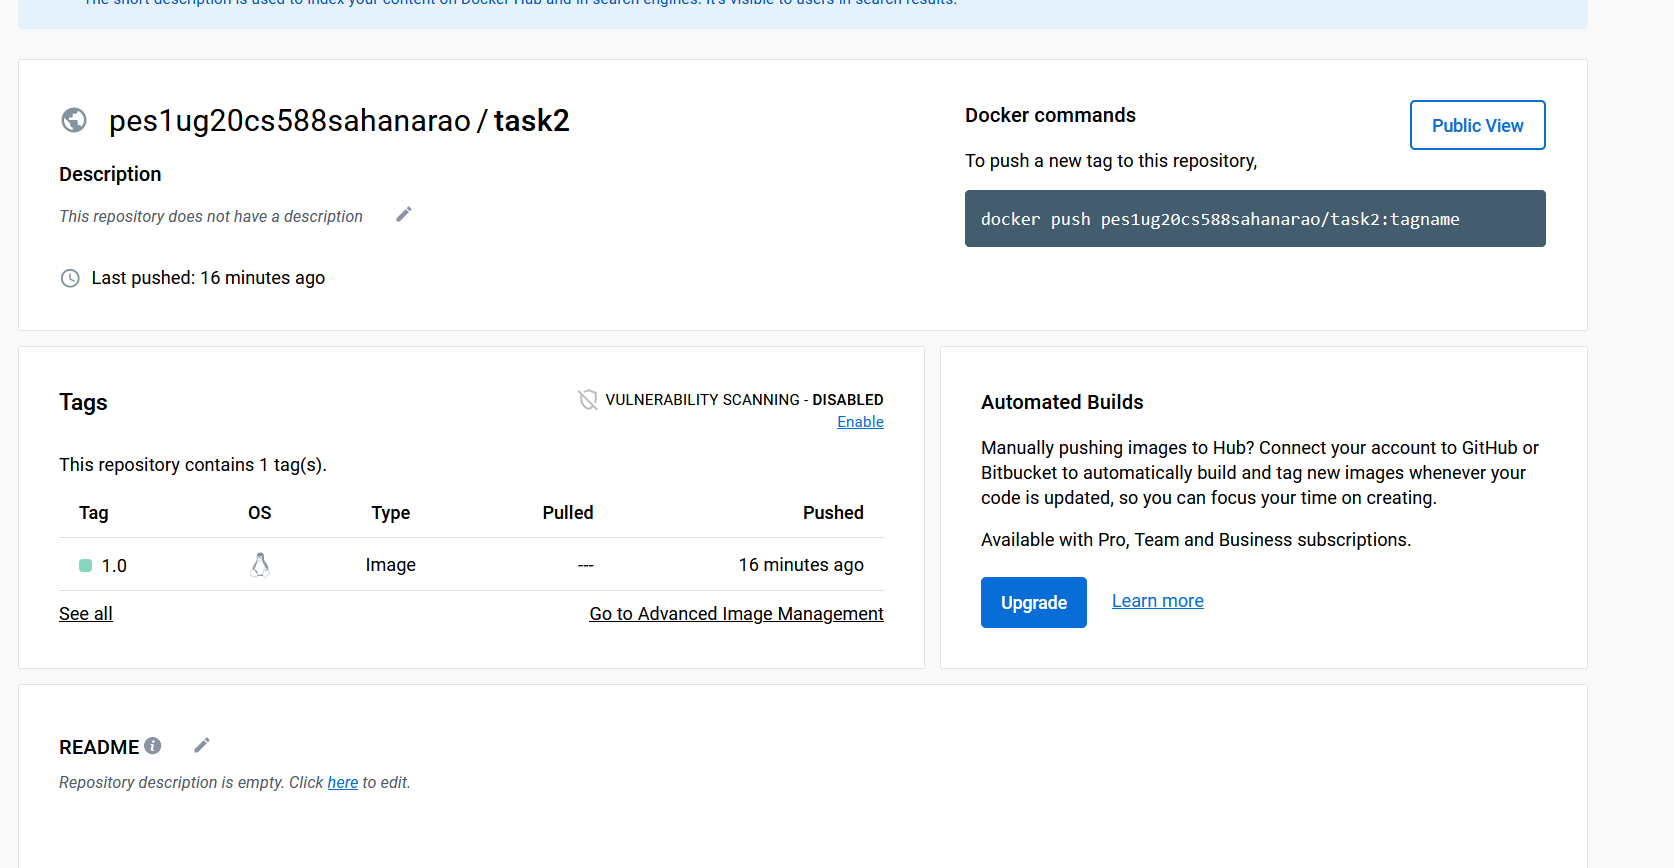 The short description is used to index your content on Docker Hub and in search engines. It's visible to users in search results.
pes1ug20cs588sahanarao / task2
Description
This repository does not have a description
Last pushed: 16 minutes ago
Docker commands
Public View
To push a new tag to this repository,
docker push pes1ug20cs588sahanarao/task2:tagname
Tags
VULNERABILITY SCANNING - DISABLED
Enable
This repository contains 1 tag(s).
Tag OS Type Pulled Pushed
1.0 Image --- 16 minutes ago
See all Go to Advanced Image Management
Automated Builds
Manually pushing images to Hub? Connect your account to GitHub or
Bitbucket to automatically build and tag new images whenever your
code is updated, so you can focus your time on creating.
Available with Pro, Team and Business subscriptions.
Upgrade Learn more
README
Repository description is empty. Click here to edit.